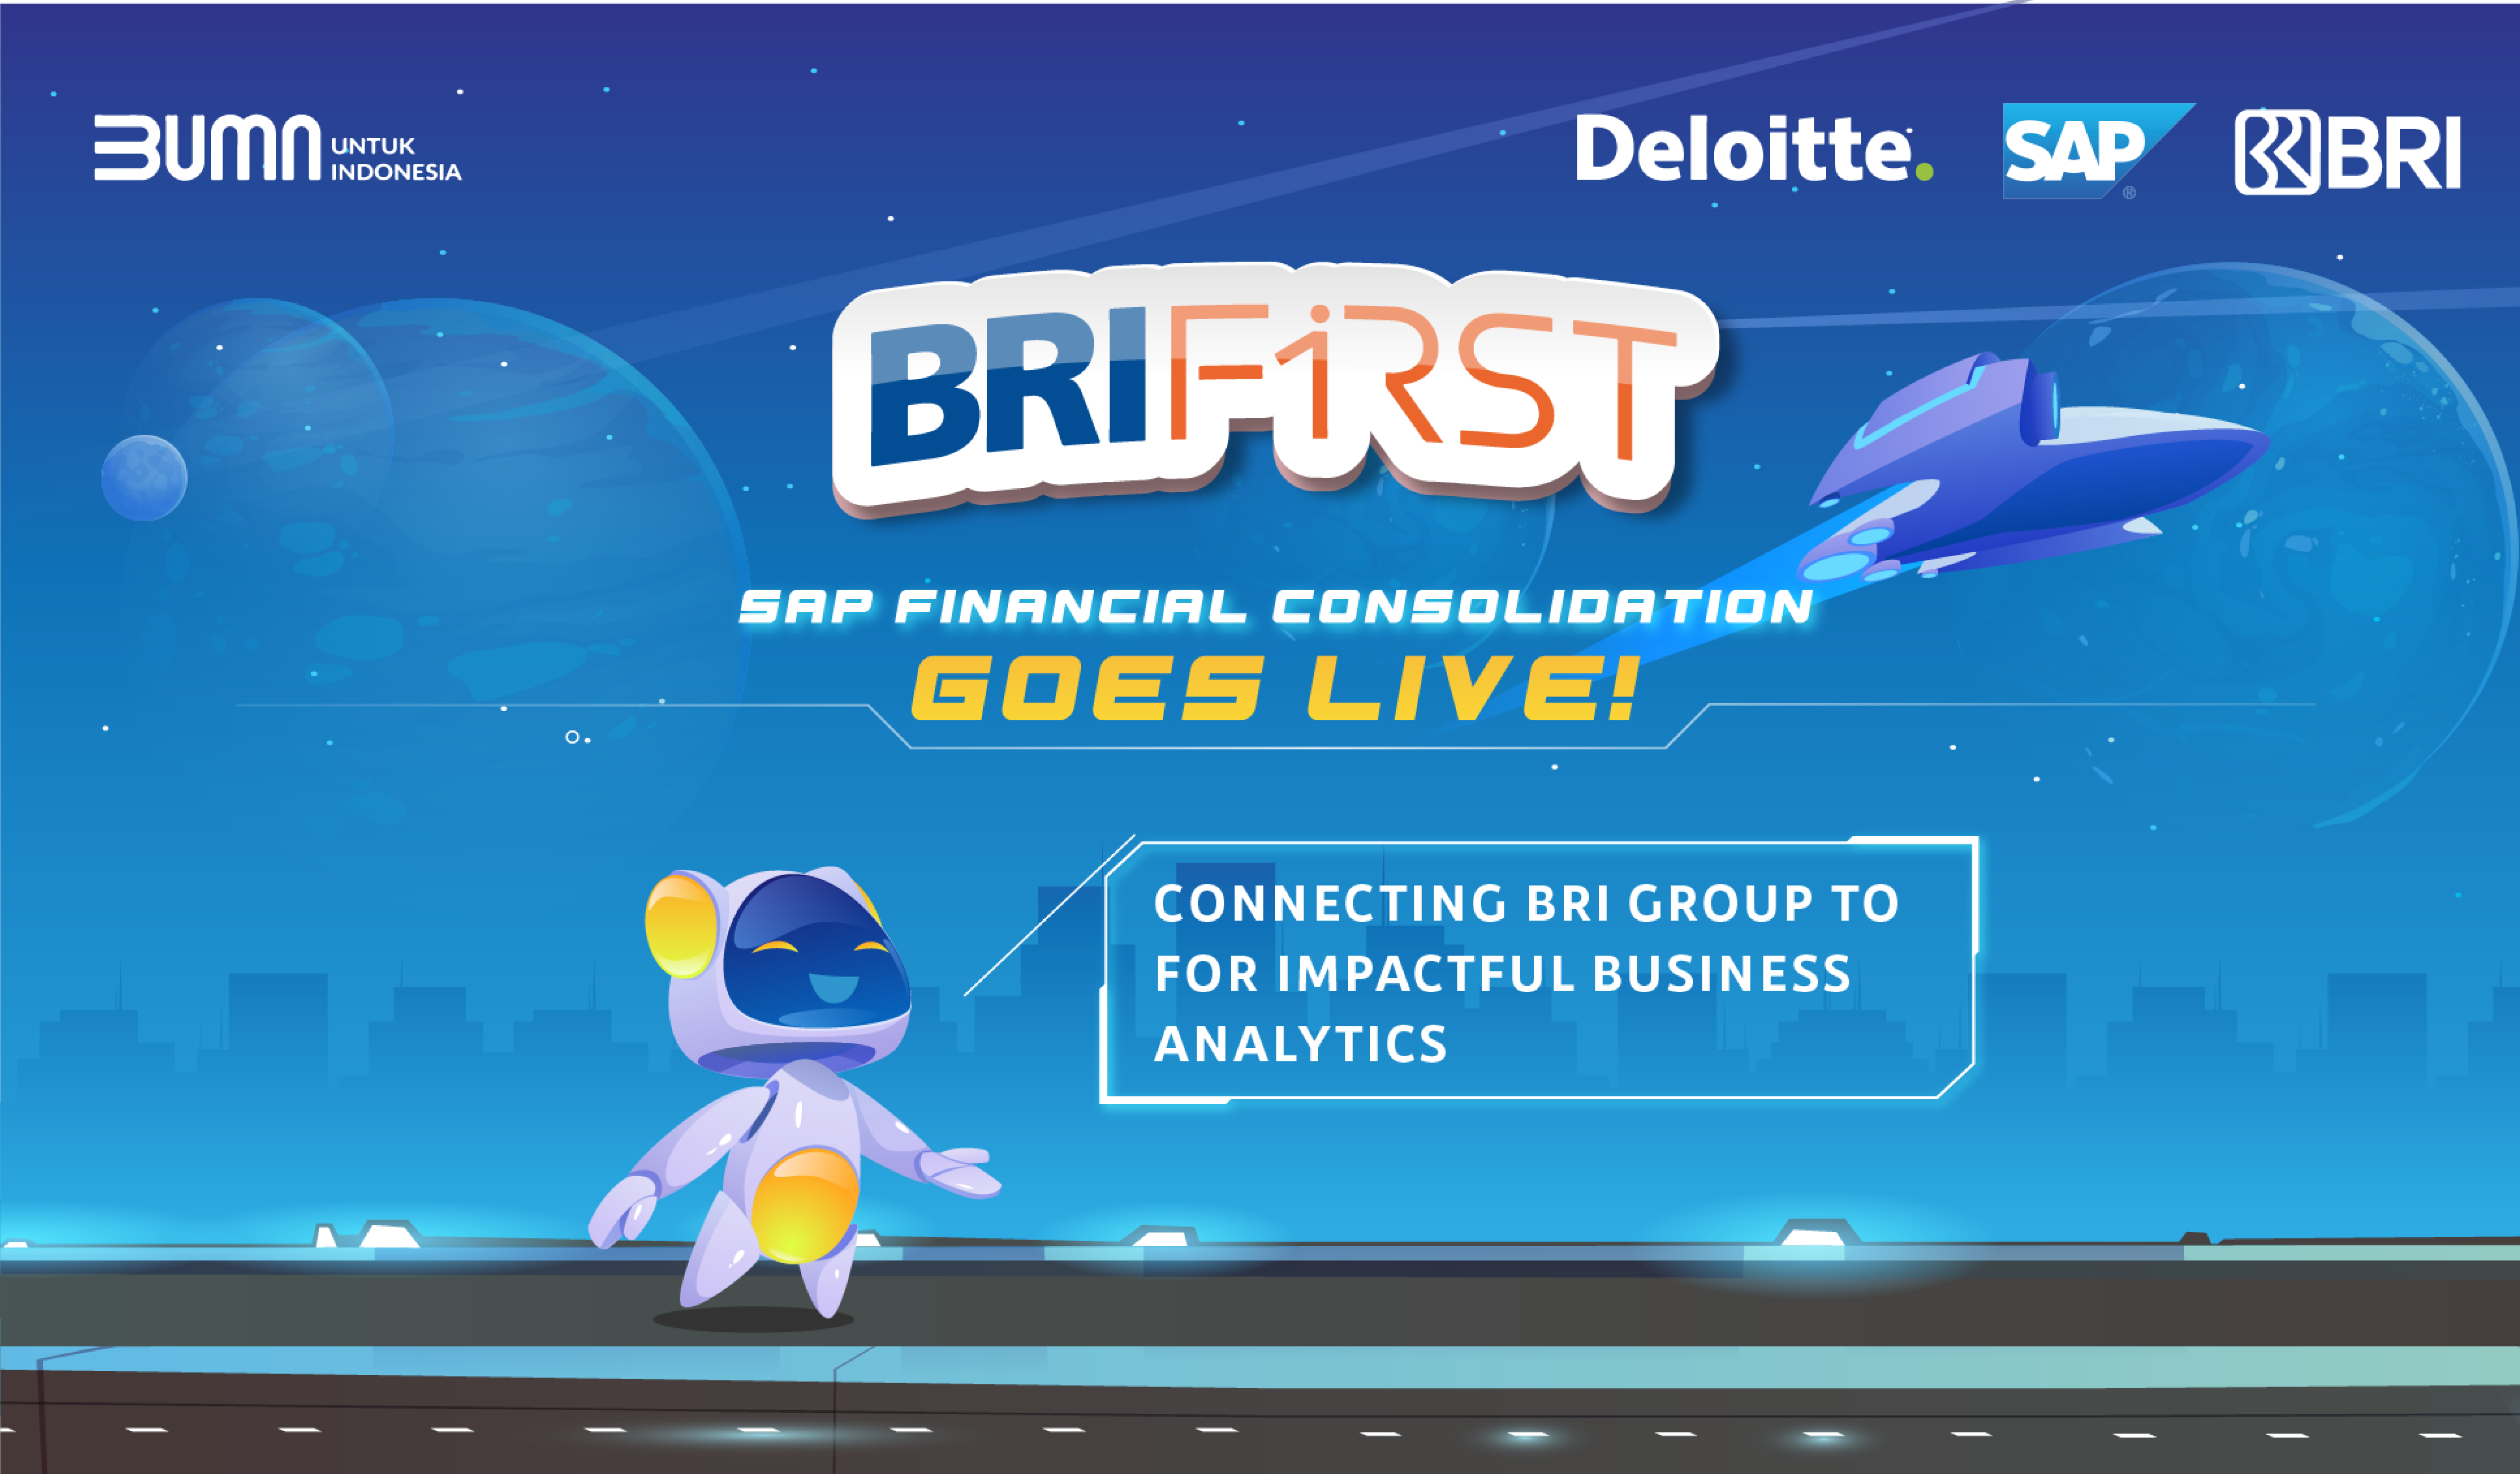 BUMN UNTUK
INDONESIA
Deloitte.
SAP ®
BRI
BRIFiRST
SAP FINANCIAL CONSOLIDATION
GOES LIVE!
CONNECTING BRI GROUP TO
FOR IMPACTFUL BUSINESS
ANALYTICS